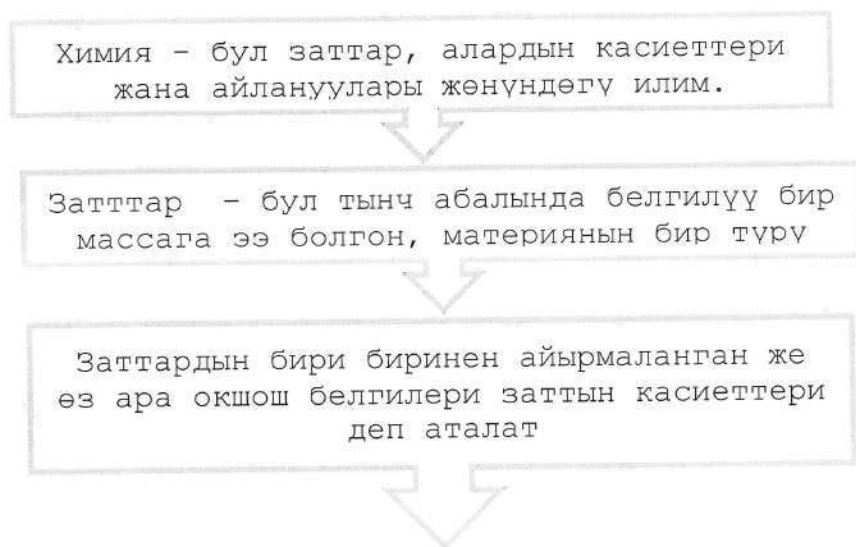 Химия – бул заттар, алардын касиеттери
жана айлануулары жөнүндөгү илим.
Затттар – бул тынч абалында белгилүү бир
массага ээ болгон, материянын бир түрү
Заттардын бири биринен айырмаланган же
өз ара окшош белгилери заттын касиеттери
деп аталат